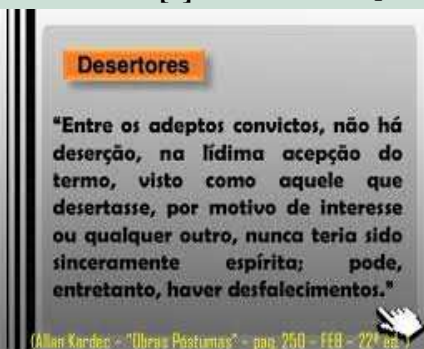 Desertores
"Entre os adeptos convictos, não há
deserção, na lídima acepção do
termo, visto como aquele que
desertasse, por motivo de interesse
ou qualquer outro, nunca teria sido
sinceramente espírita; pode,
entretanto, haver desfalecimentos."
(Allan Kardec - "Obras Póstumas" - pag. 250 - FEB - 22ª ed.)